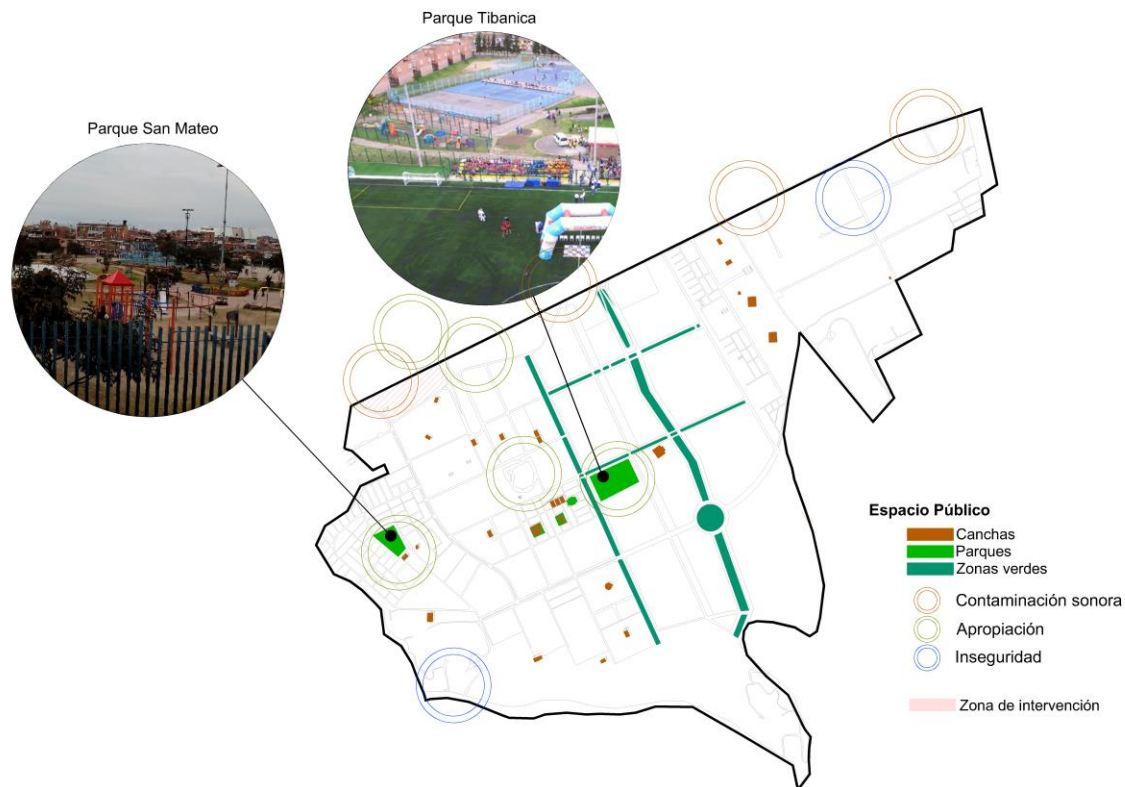 Parque Tibanica
Parque San Mateo
Espacio Público
Canchas
Parques
Zonas verdes
Contaminación sonora
Apropiación
Inseguridad
Zona de intervención